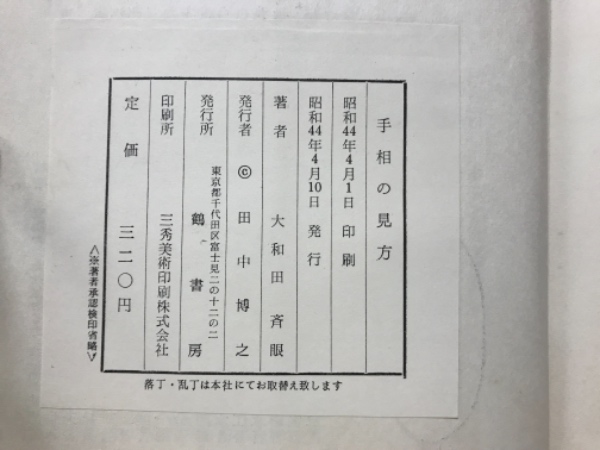 手相の見方
昭和44年4月1日 印刷
昭和44年4月10日 発行
著者 大和田斉眼
発行者 © 田中博之
発行所 東京都千代田区富士見二の十二の二
鶴書房
印刷所 三秀美術印刷株式会社
定価 三二〇円
〈※著者承認検印省略〉
落丁・乱丁は本社にてお取替え致します